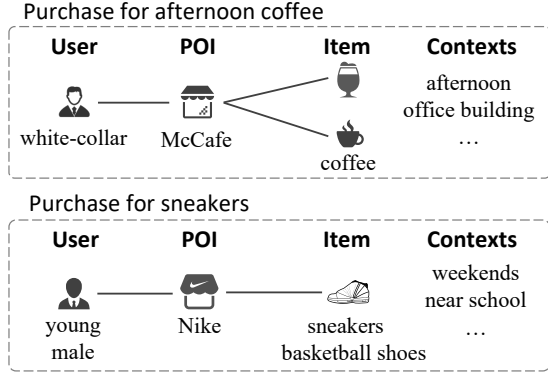 Purchase for afternoon coffee
User POI Item Contexts
white-collar McCafe coffee afternoon
office building
…
Purchase for sneakers
User POI Item Contexts
young
male
Nike
sneakers
basketball shoes
weekends
near school
…